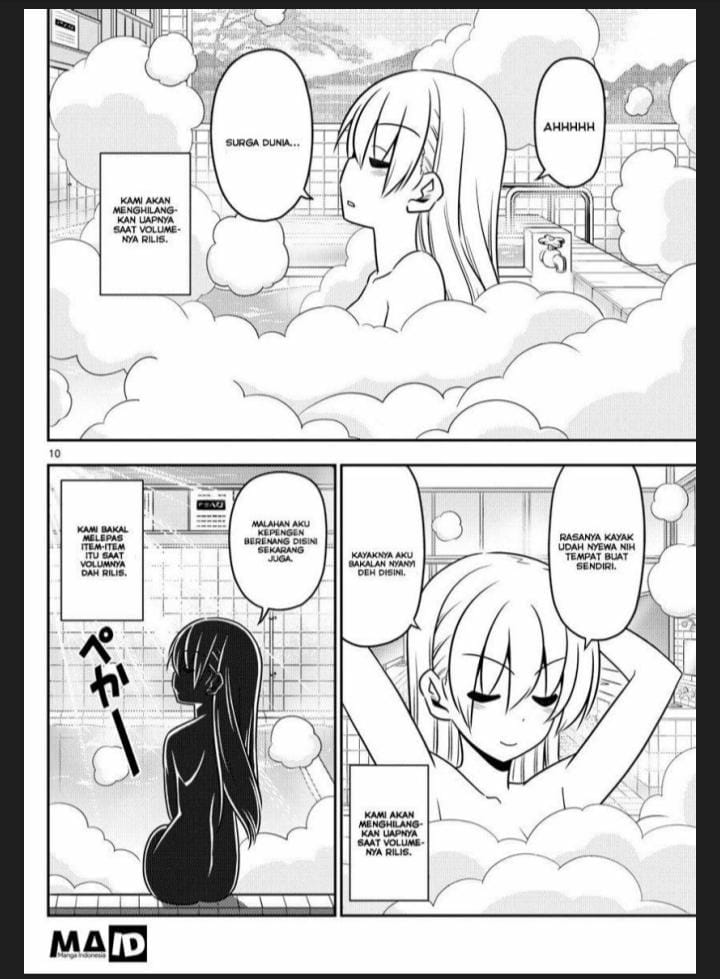 AHHHHH
SURGA DUNIA...
KAMI AKAN
MENGHILANG-
KAN UAPNYA
SAAT VOLUME-
NYA RILIS.
10
RASANYA KAYAK
UDAH NYEWA NIH
TEMPAT BUAT
SENDIRI.
KAYAKNYA AKU
BAKALAN NYANYI
DEH DISINI.
KAMI AKAN
MENGHILANG-
KAN UAPNYA
SAAT VOLUME-
NYA RILIS.
MALAHAN AKU
KEPENGEN
BERENANG DISINI
SEKARANG
JUGA.
KAMI BAKAL
MELEPAS
ITEM-ITEM
ITU SAAT
VOLUMNYA
DAH RILIS.
ペかー
MAID
Manga Indonesia